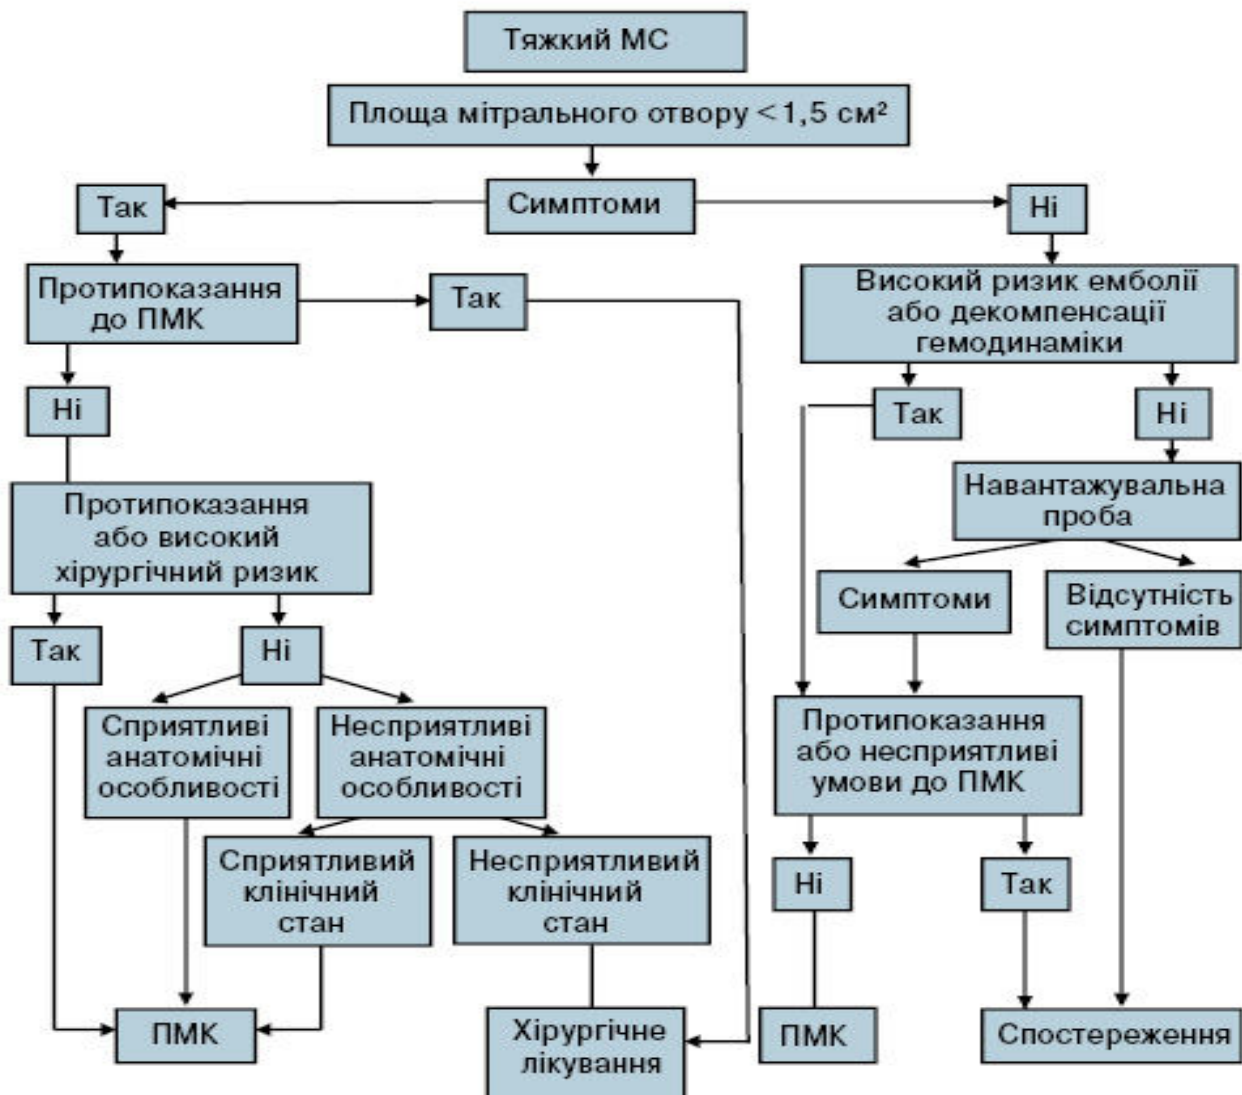 Тяжкий МС
Площа мітрального отвору < 1,5 см²
Симптоми
Так
Ні
Протипоказання
до ПМК
Так
Високий ризик емболії
або декомпенсації
гемодинаміки
Ні
Так
Ні
Протипоказання
або високий
хірургічний ризик
Навантажувальна
проба
Симптоми
Відсутність
симптомів
Так
Ні
Сприятливі
анатомічні
особливості
Несприятливі
анатомічні
особливості
Протипоказання
або несприятливі
умови до ПМК
Сприятливий
клінічний
стан
Несприятливий
клінічний
стан
Ні
Так
ПМК
Хірургічне
лікування
ПМК
Спостереження